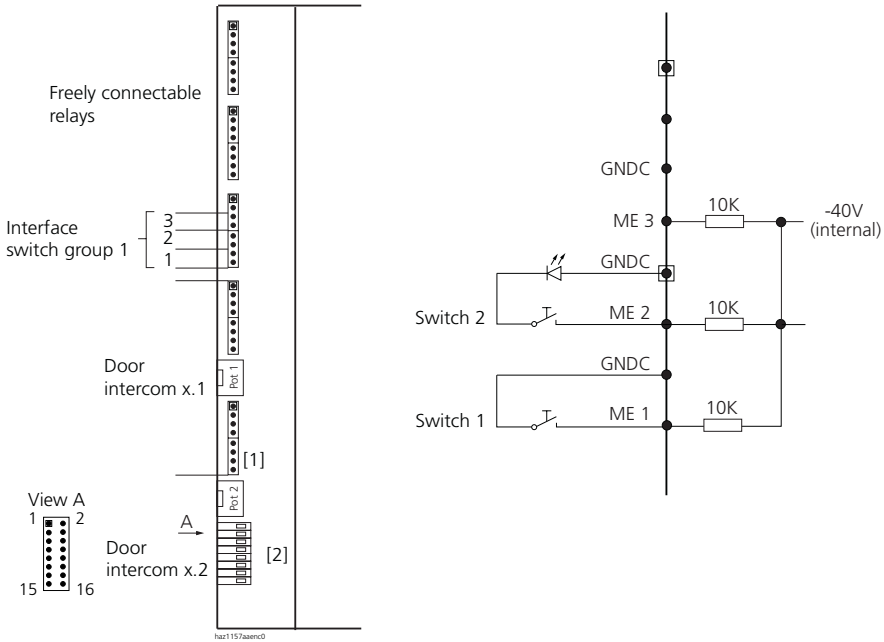 Freely connectable
relays
Interface
switch group 1
3
2
1
Door
intercom x.1
Pot 1
[1]
Pot 2
View A
1
2
15
16
A
Door
intercom x.2
[2]
haz1157aaenc0
GNDC
ME 3
10K
-40V
(internal)
GNDC
Switch 2
ME 2
10K
GNDC
Switch 1
ME 1
10K